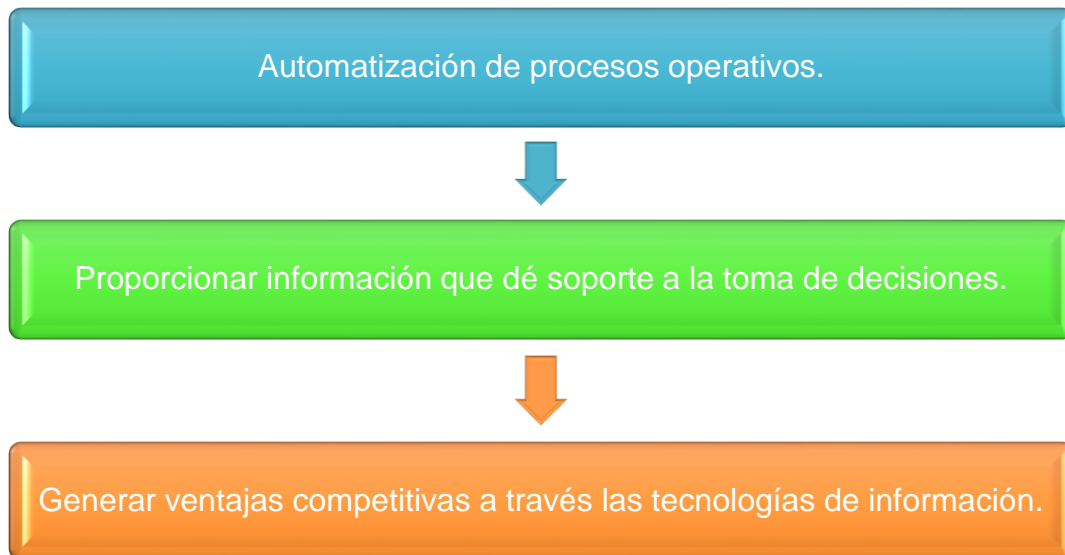 Automatización de procesos operativos.
Proporcionar información que dé soporte a la toma de decisiones.
Generar ventajas competitivas a través las tecnologías de información.